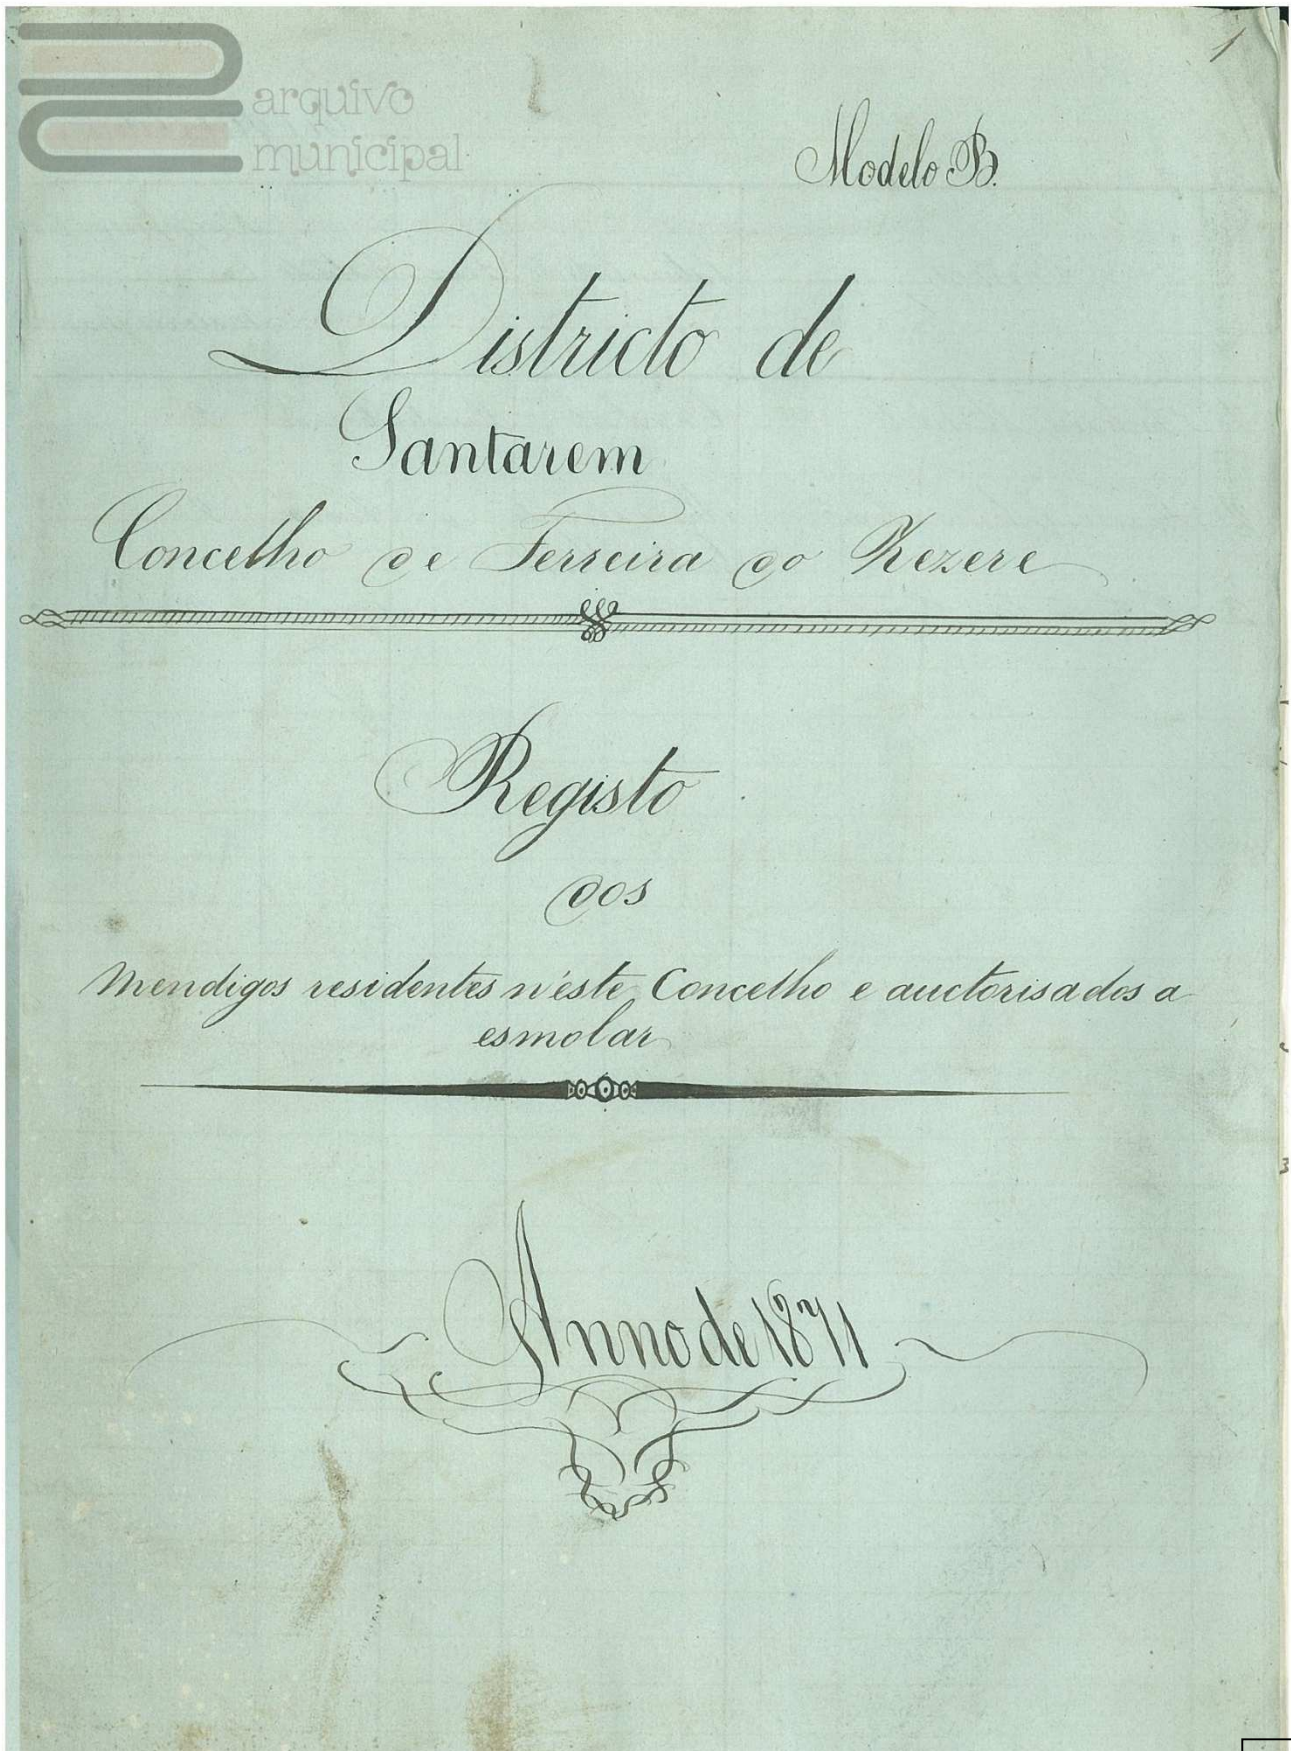 arquivo
municipal
1
Modelo B.
Districto de
Santarem
Concelho de Ferreira do Zezere
Registo
dos
Mendigos residentes n'éste Concelho e auctorisados a
esmolar
Anno de 1871